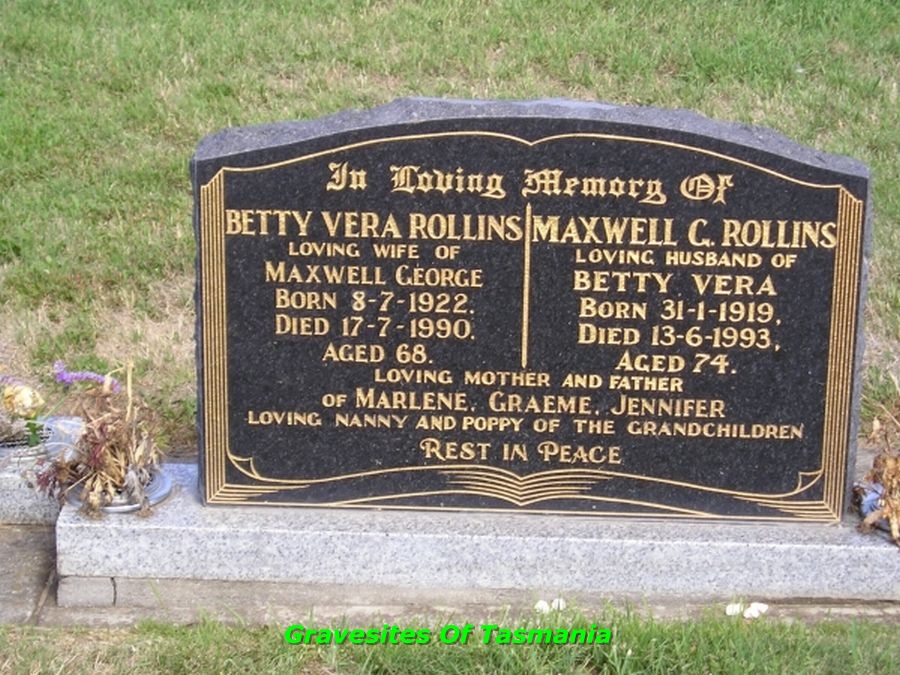 In Loving Memory Of
BETTY VERA ROLLINS
LOVING WIFE OF
MAXWELL GEORGE
BORN 8-7-1922.
DIED 17-7-1990.
AGED 68.
MAXWELL G. ROLLINS
LOVING HUSBAND OF
BETTY VERA
BORN 31-1-1919,
DIED 13-6-1993,
AGED 74.
LOVING MOTHER AND FATHER
OF MARLENE, GRAEME, JENNIFER
LOVING NANNY AND POPPY OF THE GRANDCHILDREN
REST IN PEACE
Gravesites Of Tasmania